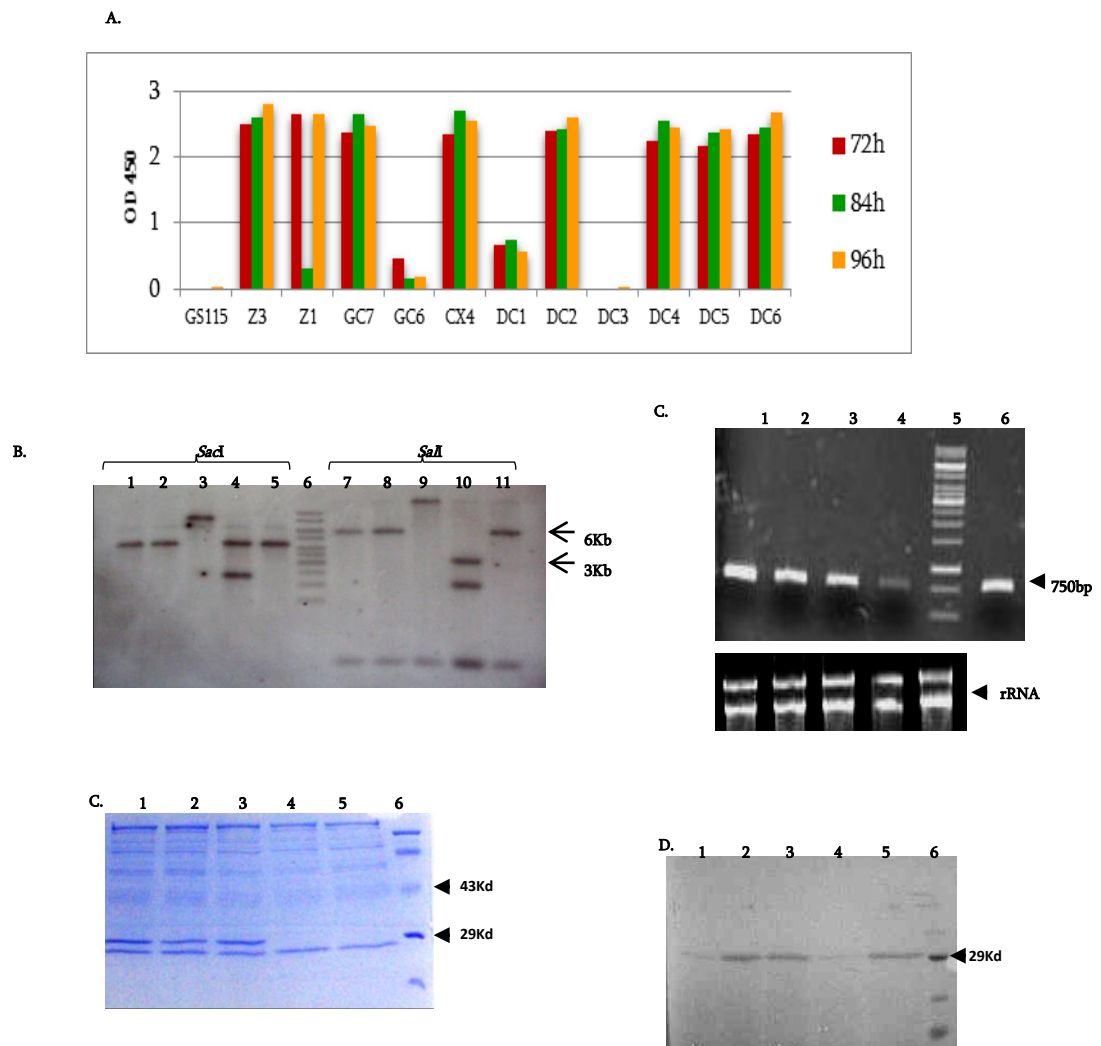 A.
3
2
1
0
OD 450
GS115 Z3 Z1 GC7 GC6 CX4 DC1 DC2 DC3 DC4 DC5 DC6
72h
84h
96h
B.
SacI SalI
1 2 3 4 5 6 7 8 9 10 11
6Kb
3Kb
C.
1 2 3 4 5 6
750bp
rRNA
C.
1 2 3 4 5 6
43Kd
29Kd
D.
1 2 3 4 5 6
29Kd